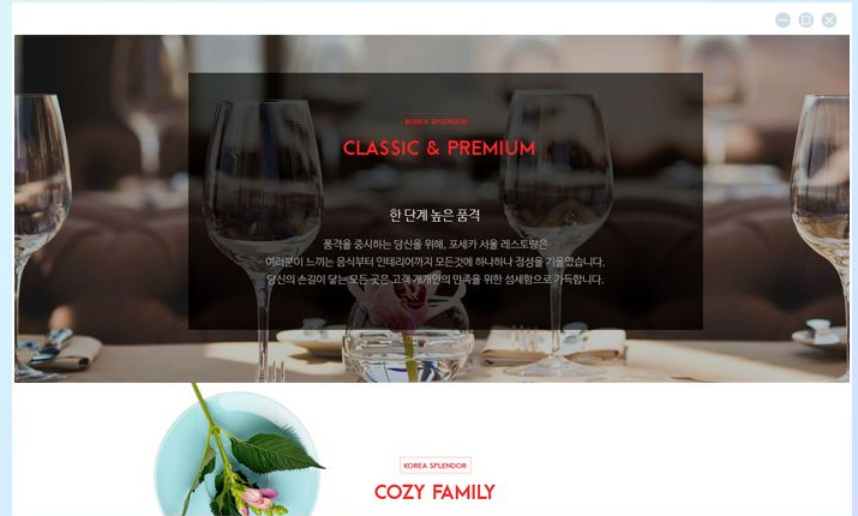 KOREA SPLENDOR
CLASSIC & PREMIUM
한 단계 높은 품격
품격을 중시하는 당신을 위해, 포세카 서울 레스토랑은
여러분이 느끼는 음식부터 인테리어까지 모든것에 하나하나 정성을 기울였습니다.
당신의 손길이 닿는 모든 곳은 고객 개개인의 만족을 위한 섬세함으로 가득합니다.
KOREA SPLENDOR
COZY FAMILY